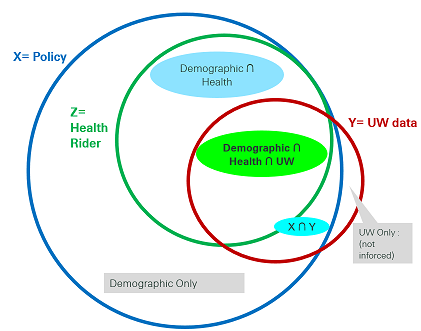 X= Policy
Demographic ∩
Health
Z=
Health
Rider
Y= UW data
Demographic ∩
Health ∩ UW
X ∩ Y
UW Only :
(not
inforced)
Demographic Only